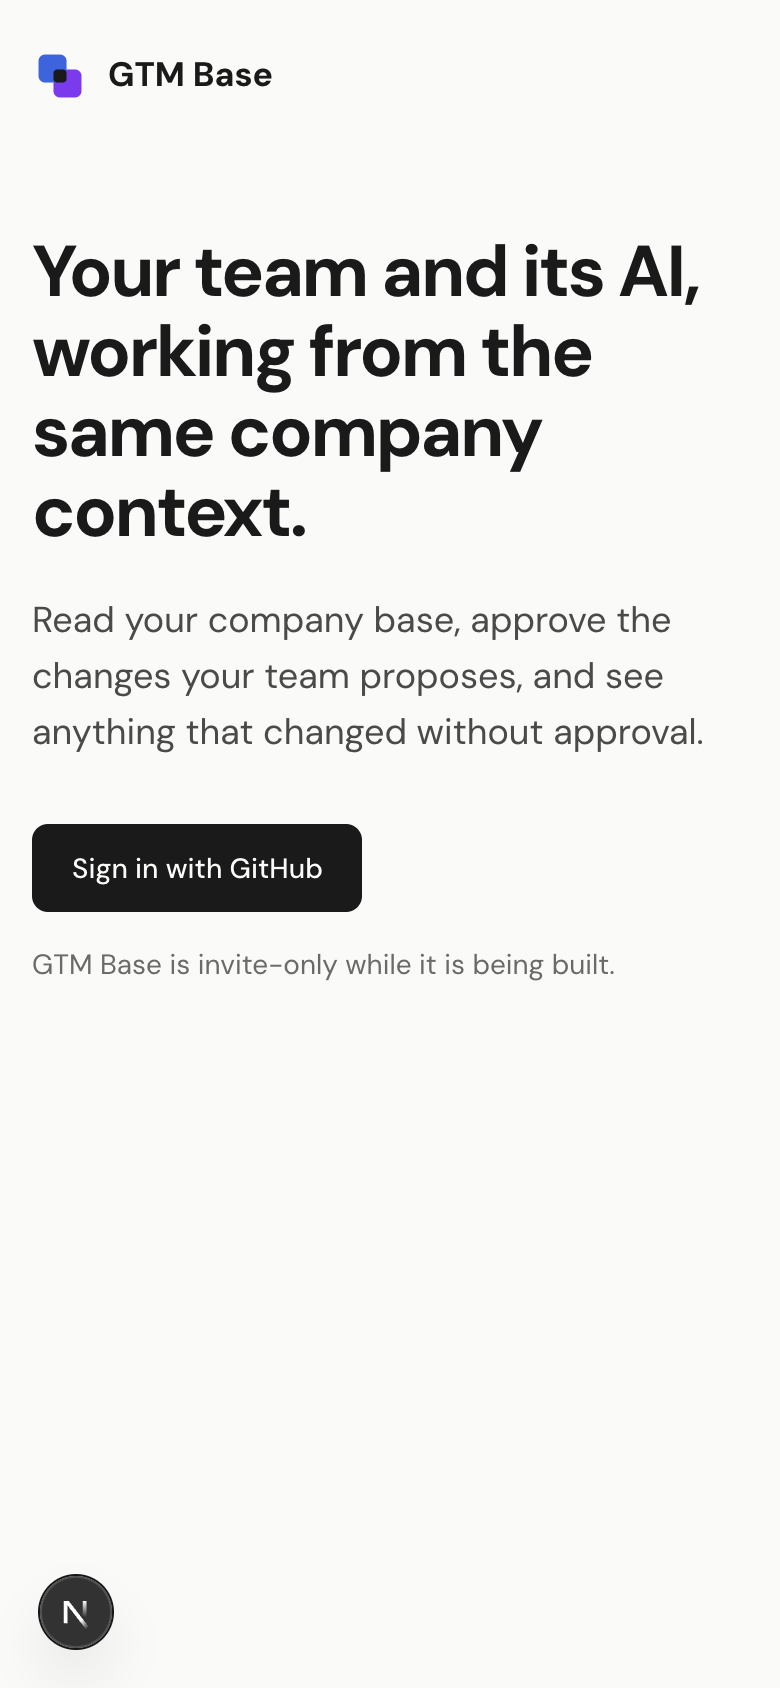 GTM Base
Your team and its AI,
working from the
same company
context.
Read your company base, approve the
changes your team proposes, and see
anything that changed without approval.
Sign in with GitHub
GTM Base is invite-only while it is being built.
N